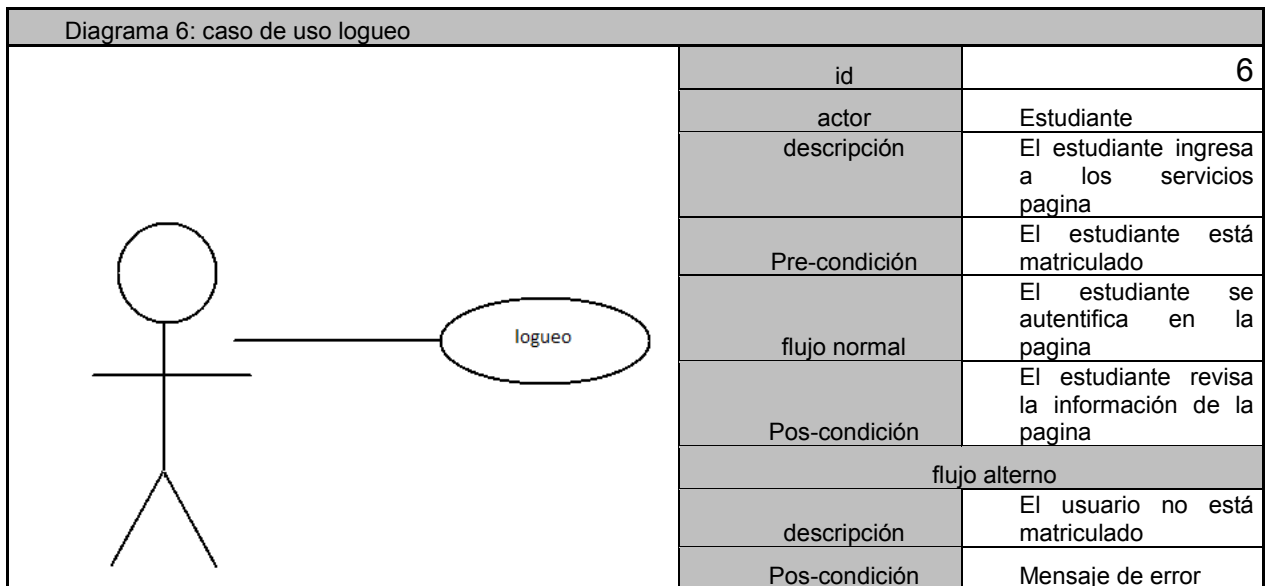 Diagrama 6: caso de uso logueo
id
6
actor
Estudiante
descripción
El estudiante ingresa
a los servicios
pagina
Pre-condición
El estudiante está
matriculado
flujo normal
El estudiante se
autentifica en la
pagina
Pos-condición
El estudiante revisa
la información de la
pagina
flujo alterno
descripción
El usuario no está
matriculado
Pos-condición
Mensaje de error
logueo